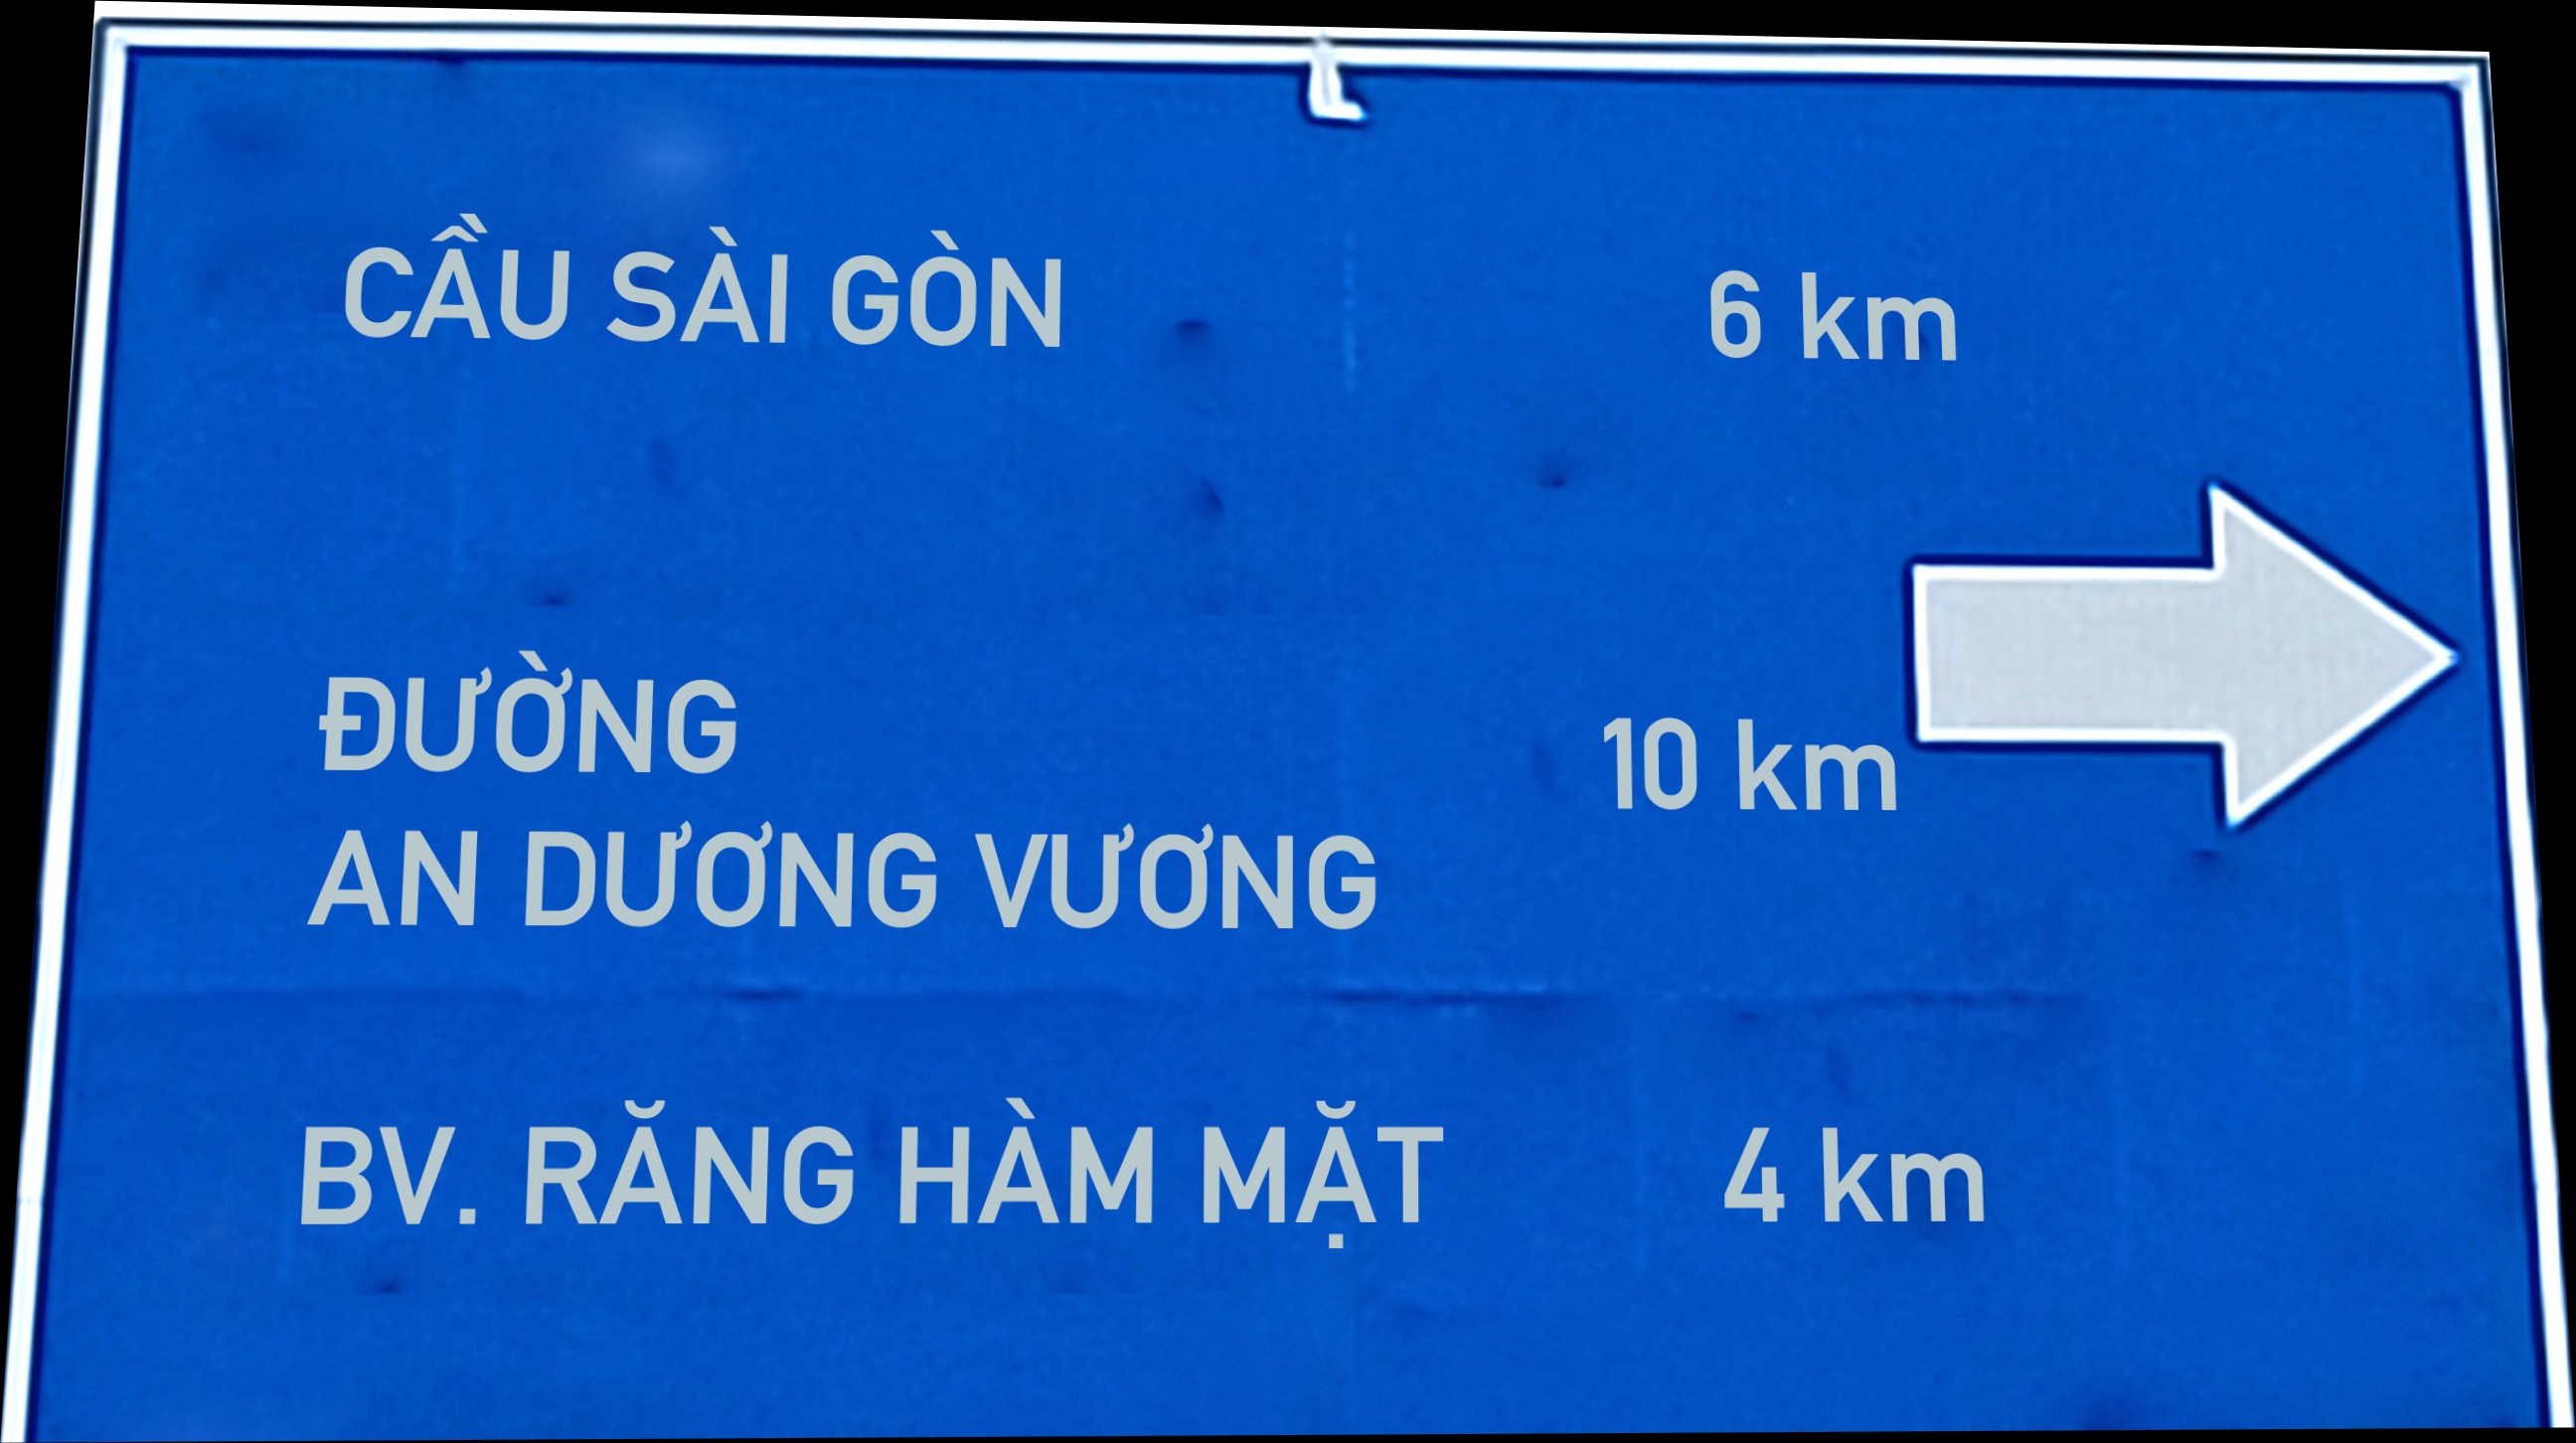 CẦU SÀI GÒN 6 km
ĐƯỜNG
10 km
AN DƯƠNG VƯƠNG
BV. RĂNG HÀM MẶT 4 km